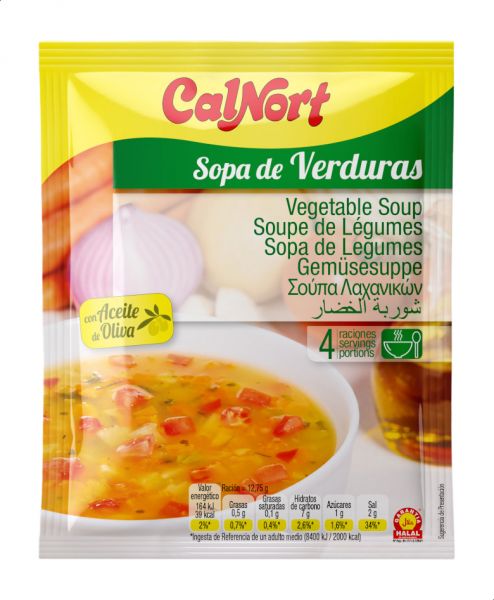 CALNORT
Sopa de Verduras
Vegetable Soup
Soupe de Légumes
Sopa de Legumes
Gemüsesuppe
Σούπα Λαχανικών
شوربة الخضار
con Aceite
de Oliva
4 raciones
servings
portions
Ración = 12,75 g
Valor energético 164 kJ 39 kcal 2%*
Grasas 0,5 g 0,7%*
Grasas saturadas 0,1 g 0,4%*
Hidratos de carbono 7 g 2,6%*
Azúcares 1 g 1,6%*
Sal 2 g 34%*
*Ingesta de Referencia de un adulto medio (8400 kJ / 2000 kcal)
Sugerencia de Presentación
GARANTÍA
حلال
HALAL